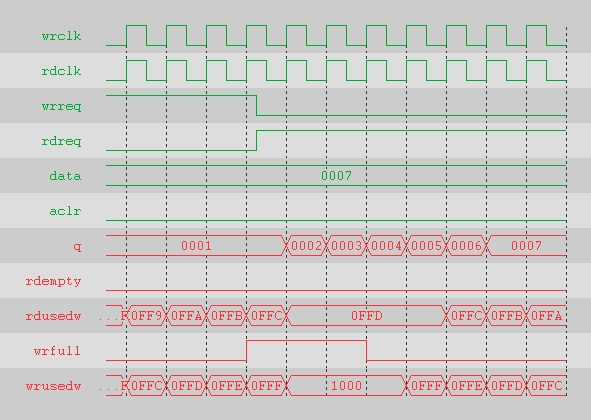 wrclk
rdclk
wrreq
rdreq
data 0007
aclr
q 0001 0002 0003 0004 0005 0006 0007
rdempty
rdusedw ...F 0FF9 0FFA 0FFB 0FFC 0FFD 0FFC 0FFB 0FFA
wrfull
wrusedw ...F 0FFC 0FFD 0FFE 0FFF 1000 0FFF 0FFE 0FFD 0FFC